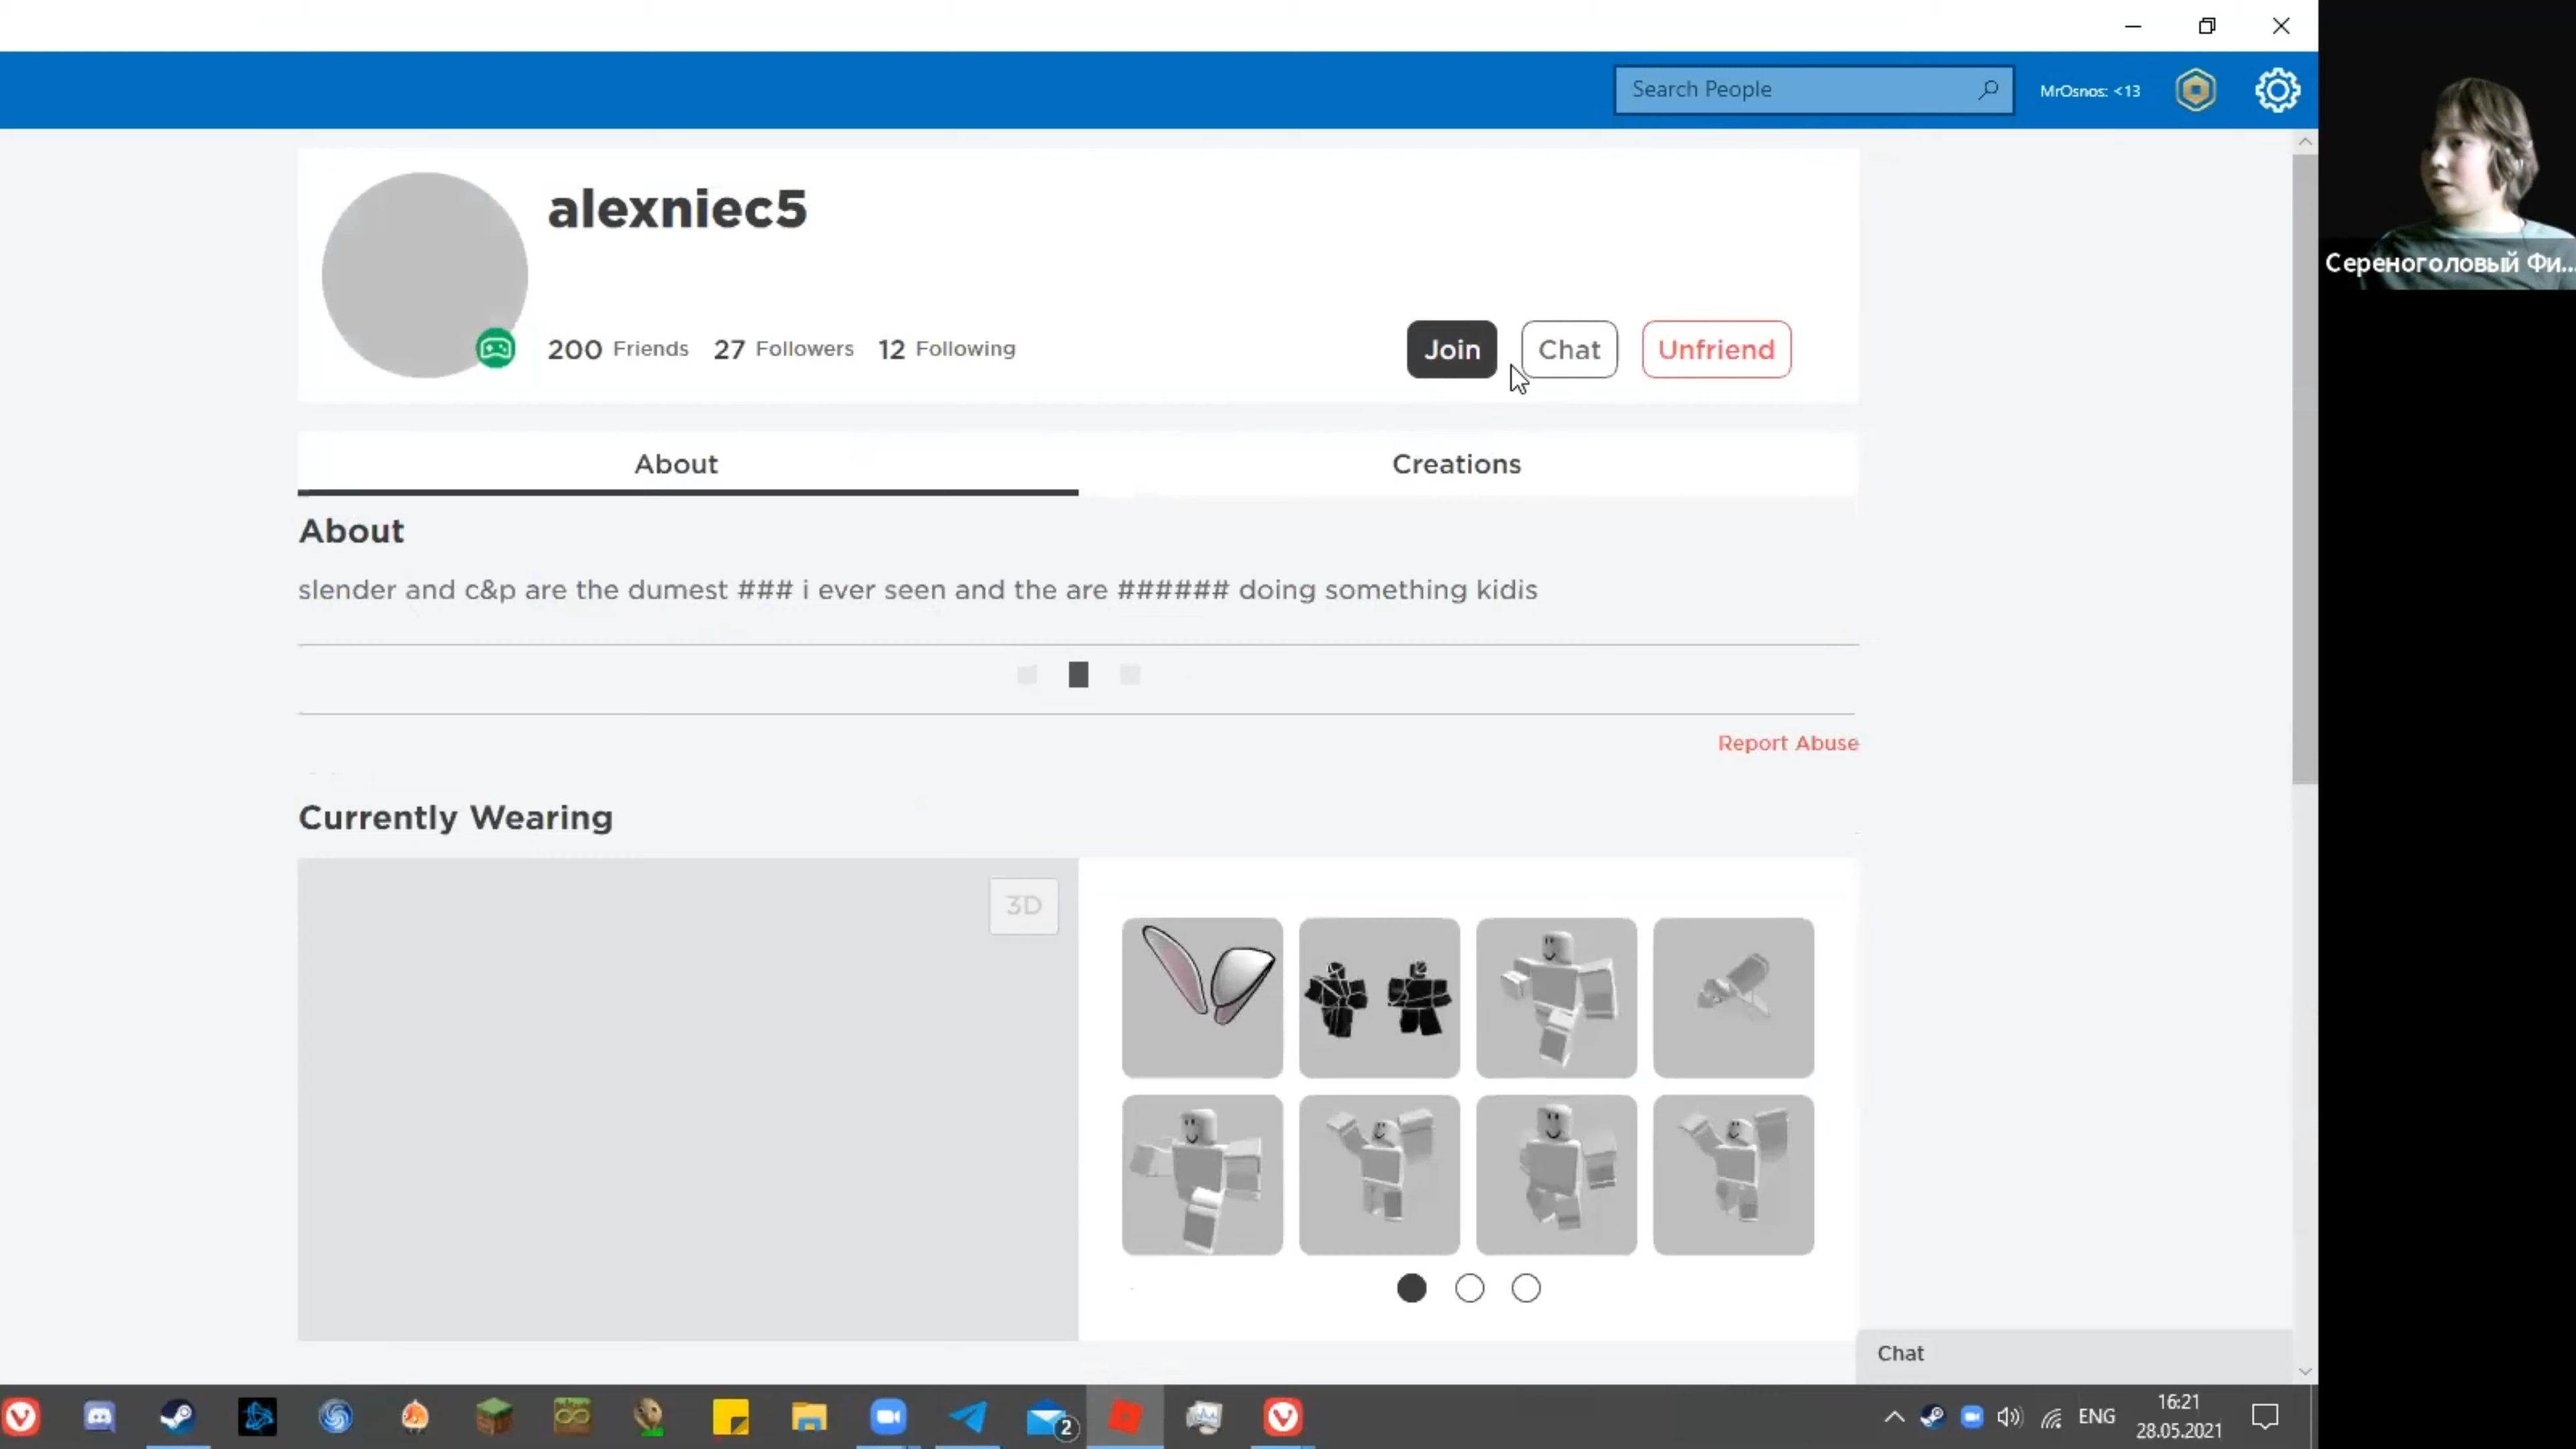 Search People
MrOsnos: <13
alexniec5
200 Friends 27 Followers 12 Following
Join
Chat
Unfriend
Сереноголовый Фи...
About
Creations
About
slender and c&p are the dumest ### i ever seen and the are ###### doing something kidis
Report Abuse
Currently Wearing
3D
Chat
2
ENG
16:21
28.05.2021